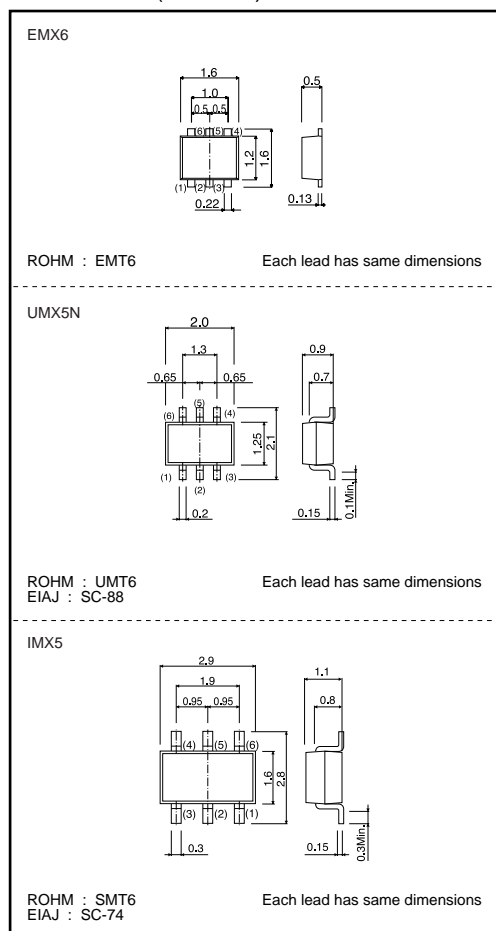 EMX6
1.6
1.0
0.5 0.5
0.5
(6) (5) (4)
1.2
1.6
(1) (2) (3)
0.22
0.13
ROHM : EMT6 Each lead has same dimensions
UMX5N
2.0
1.3
0.65 0.65
0.9
0.7
(5)
(6) (4)
1.25
2.1
(1) (3)
(2)
0.2
0.15
0.1Min.
ROHM : UMT6 Each lead has same dimensions
EIAJ : SC-88
IMX5
2.9
1.9
0.95 0.95
1.1
0.8
(4) (5) (6)
1.6
2.8
(3) (2) (1)
0.3
0.15
0.3Min.
ROHM : SMT6 Each lead has same dimensions
EIAJ : SC-74